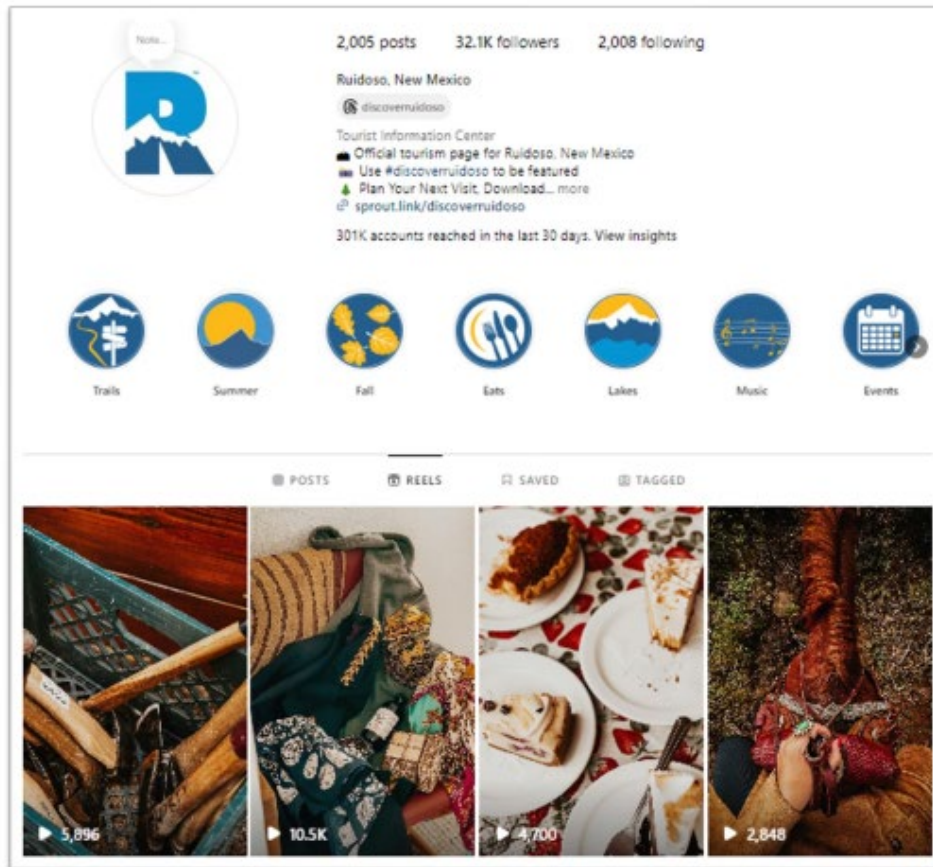 Note...
R
2,005 posts 32.1K followers 2,008 following
Ruidoso, New Mexico
discoverruidoso
Tourist Information Center
Official tourism page for Ruidoso, New Mexico
Use #discoverruidoso to be featured
Plan Your Next Visit, Download... more
sprout.link/discoverruidoso
301K accounts reached in the last 30 days. View insights
Trails Summer Fall Eats Lakes Music Events
POSTS REELS SAVED TAGGED
5,896 10.5K 4,700 2,848